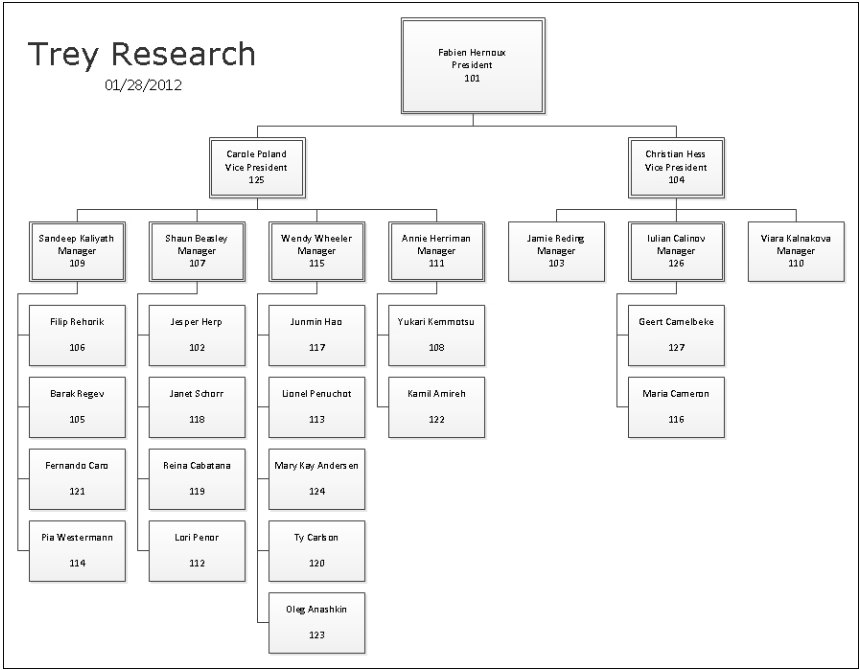 Trey Research
01/28/2012
Fabien Hernoux
President
101
Carole Poland
Vice President
125
Christian Hess
Vice President
104
Sandeep Kaliyath
Manager
109
Shaun Beasley
Manager
107
Wendy Wheeler
Manager
115
Annie Herriman
Manager
111
Jamie Reding
Manager
103
Iulian Calinov
Manager
126
Viara Kalnakova
Manager
110
Filip Rehorik
106
Jesper Herp
102
Junmin Hao
117
Yukari Kemmotsu
108
Geert Camelbeke
127
Barak Regev
105
Janet Schorr
118
Lionel Penuchot
113
Kamil Amireh
122
Maria Cameron
116
Fernando Caro
121
Reina Cabatana
119
Mary Kay Andersen
124
Pia Westermann
114
Lori Penor
112
Ty Carlson
120
Oleg Anashkin
123